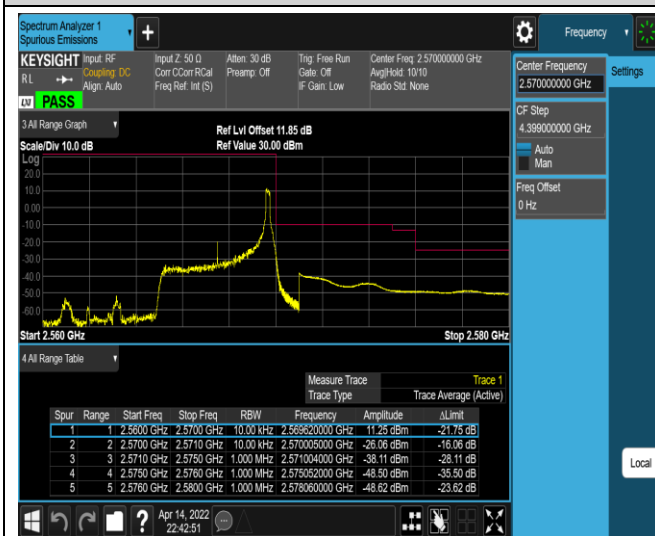 Spectrum Analyzer 1
Spurious Emissions
+
Frequency
KEYSIGHT
RL
LXI
PASS
Input: RF
Coupling: DC
Align: Auto
Input Z: 50 Ω
Corr CCorr RCal
Freq Ref: Int (S)
Atten: 30 dB
Preamp: Off
Trig: Free Run
Gate: Off
IF Gain: Low
Center Freq: 2.570000000 GHz
Avg|Hold: 10/10
Radio Std: None
Center Frequency
2.570000000 GHz
Settings
CF Step
4.399000000 GHz
Auto
Man
Freq Offset
0 Hz
Local
3 All Range Graph
Scale/Div 10.0 dB
Ref Lvl Offset 11.85 dB
Ref Value 30.00 dBm
Log
20.0
10.0
0.00
-10.0
-20.0
-30.0
-40.0
-50.0
-60.0
Start 2.560 GHz
Stop 2.580 GHz
4 All Range Table
Measure Trace Trace 1
Trace Type Trace Average (Active)
Spur Range Start Freq Stop Freq RBW Frequency Amplitude ΔLimit
1 1 2.5600 GHz 2.5700 GHz 10.00 kHz 2.569620000 GHz 11.25 dBm -21.75 dB
2 2 2.5700 GHz 2.5710 GHz 10.00 kHz 2.570005000 GHz -26.06 dBm -16.06 dB
3 3 2.5710 GHz 2.5750 GHz 1.000 MHz 2.571004000 GHz -38.11 dBm -28.11 dB
4 4 2.5750 GHz 2.5760 GHz 1.000 MHz 2.575052000 GHz -48.50 dBm -35.50 dB
5 5 2.5760 GHz 2.5800 GHz 1.000 MHz 2.578060000 GHz -48.62 dBm -23.62 dB
?
Apr 14, 2022
22:42:51